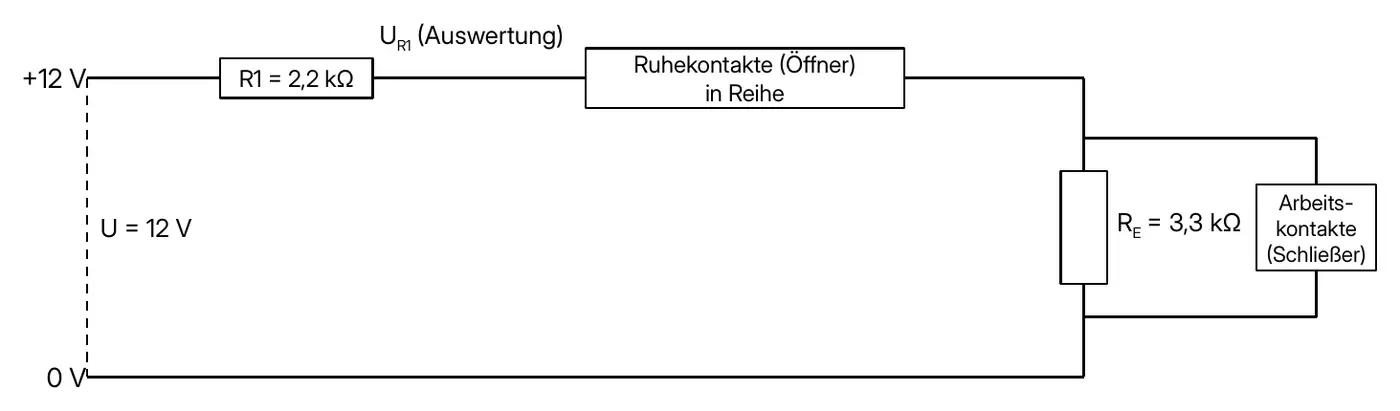 U_R1 (Auswertung)
+12 V
R1 = 2,2 kΩ
Ruhekontakte (Öffner)
in Reihe
U = 12 V
R_E = 3,3 kΩ
Arbeits-
kontakte
(Schließer)
0 V